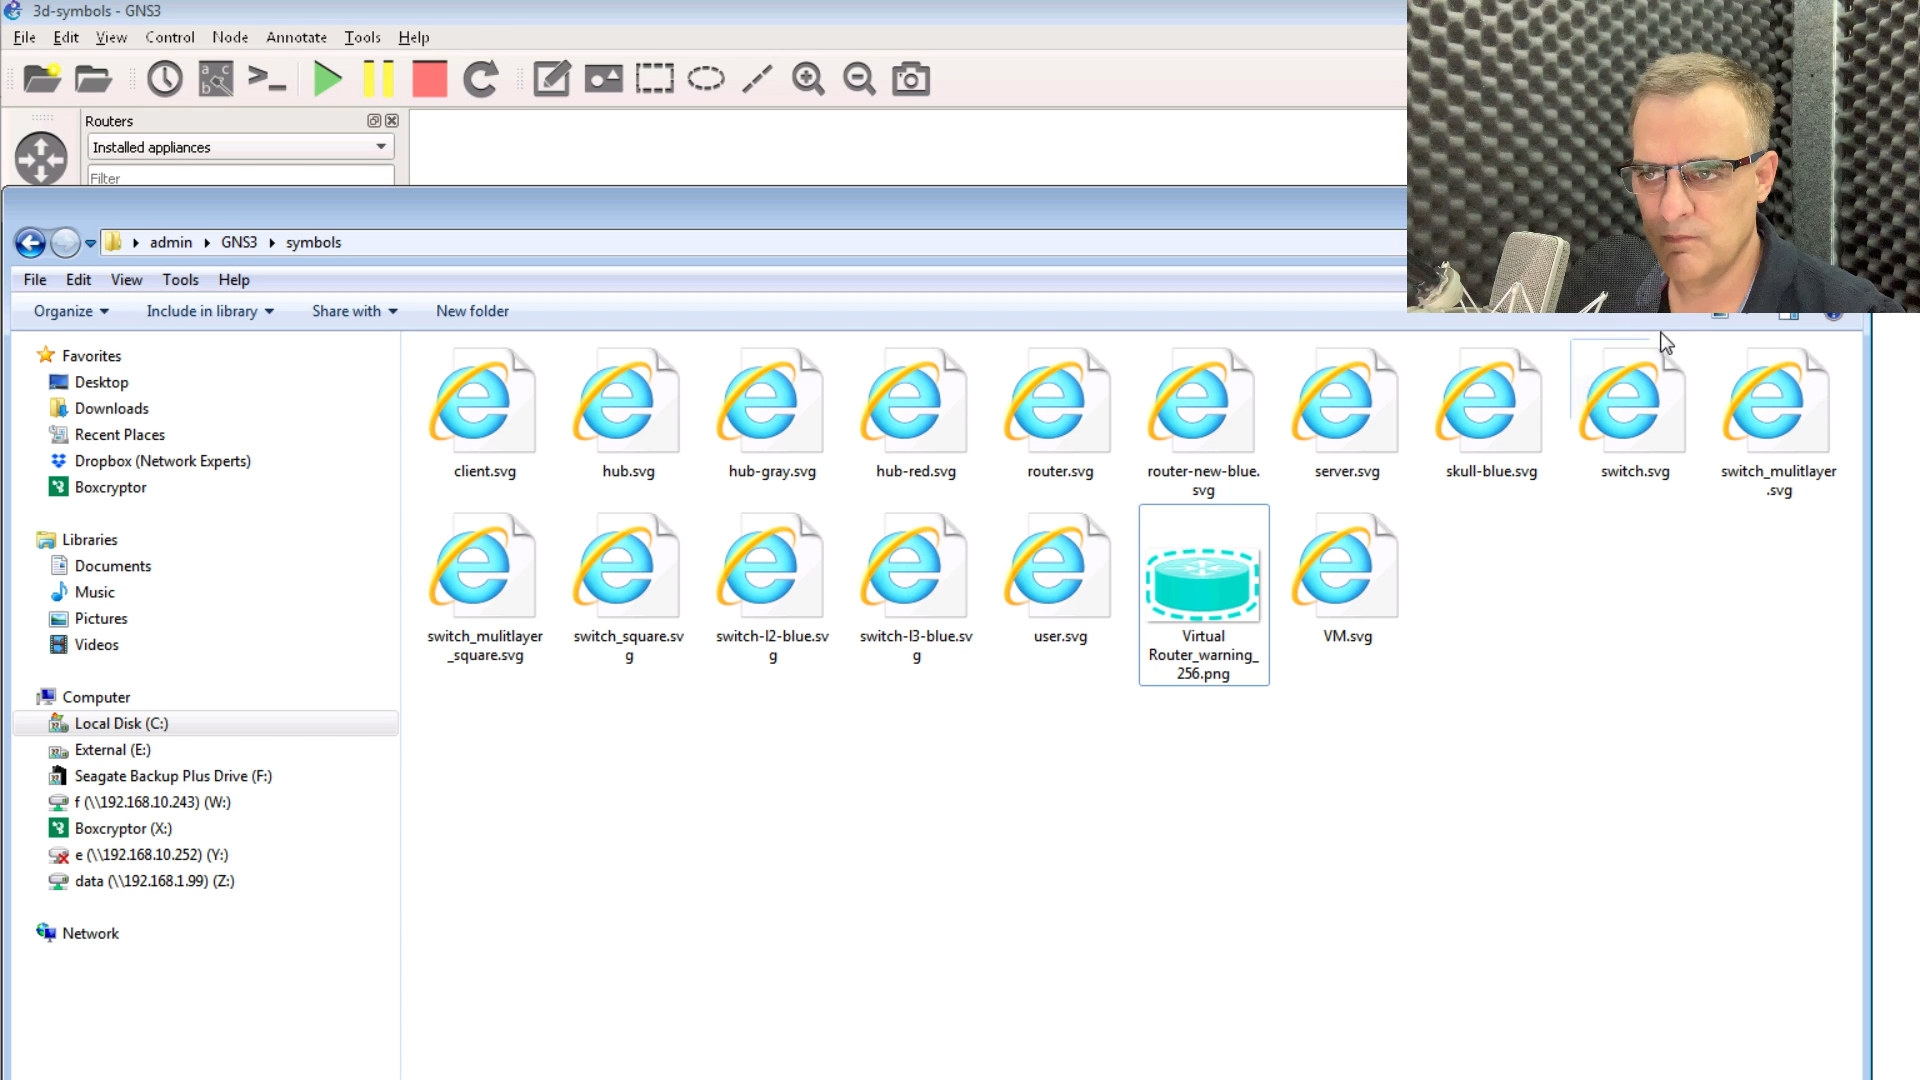 3d-symbols - GNS3
File Edit View Control Node Annotate Tools Help
Routers
Installed appliances
Filter
admin GNS3 symbols
File Edit View Tools Help
Organize Include in library Share with New folder
Favorites
Desktop
Downloads
Recent Places
Dropbox (Network Experts)
Boxcryptor
Libraries
Documents
Music
Pictures
Videos
Computer
Local Disk (C:)
External (E:)
Seagate Backup Plus Drive (F:)
f (\\192.168.10.243) (W:)
Boxcryptor (X:)
e (\\192.168.10.252) (Y:)
data (\\192.168.1.99) (Z:)
Network
client.svg
hub.svg
hub-gray.svg
hub-red.svg
router.svg
router-new-blue.
svg
server.svg
skull-blue.svg
switch.svg
switch_mulitlayer
.svg
switch_mulitlayer
_square.svg
switch_square.sv
g
switch-l2-blue.sv
g
switch-l3-blue.sv
g
user.svg
Virtual
Router_warning_
256.png
VM.svg